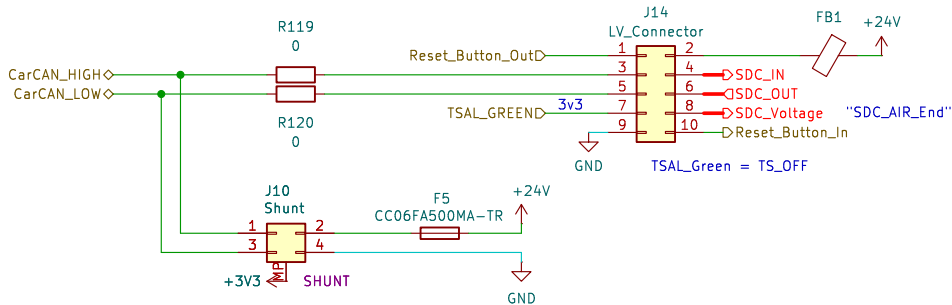 J14
LV_Connector
FB1
+24V
R119
0
Reset_Button_Out
1
2
CarCAN_HIGH
3
4
SDC_IN
CarCAN_LOW
5
6
SDC_OUT
TSAL_GREEN
3v3
7
8
SDC_Voltage
"SDC_AIR_End"
R120
0
9
10
Reset_Button_In
GND
TSAL_Green = TS_OFF
J10
Shunt
F5
CC06FA500MA-TR
+24V
1
2
3
4
MP
+3V3
SHUNT
GND